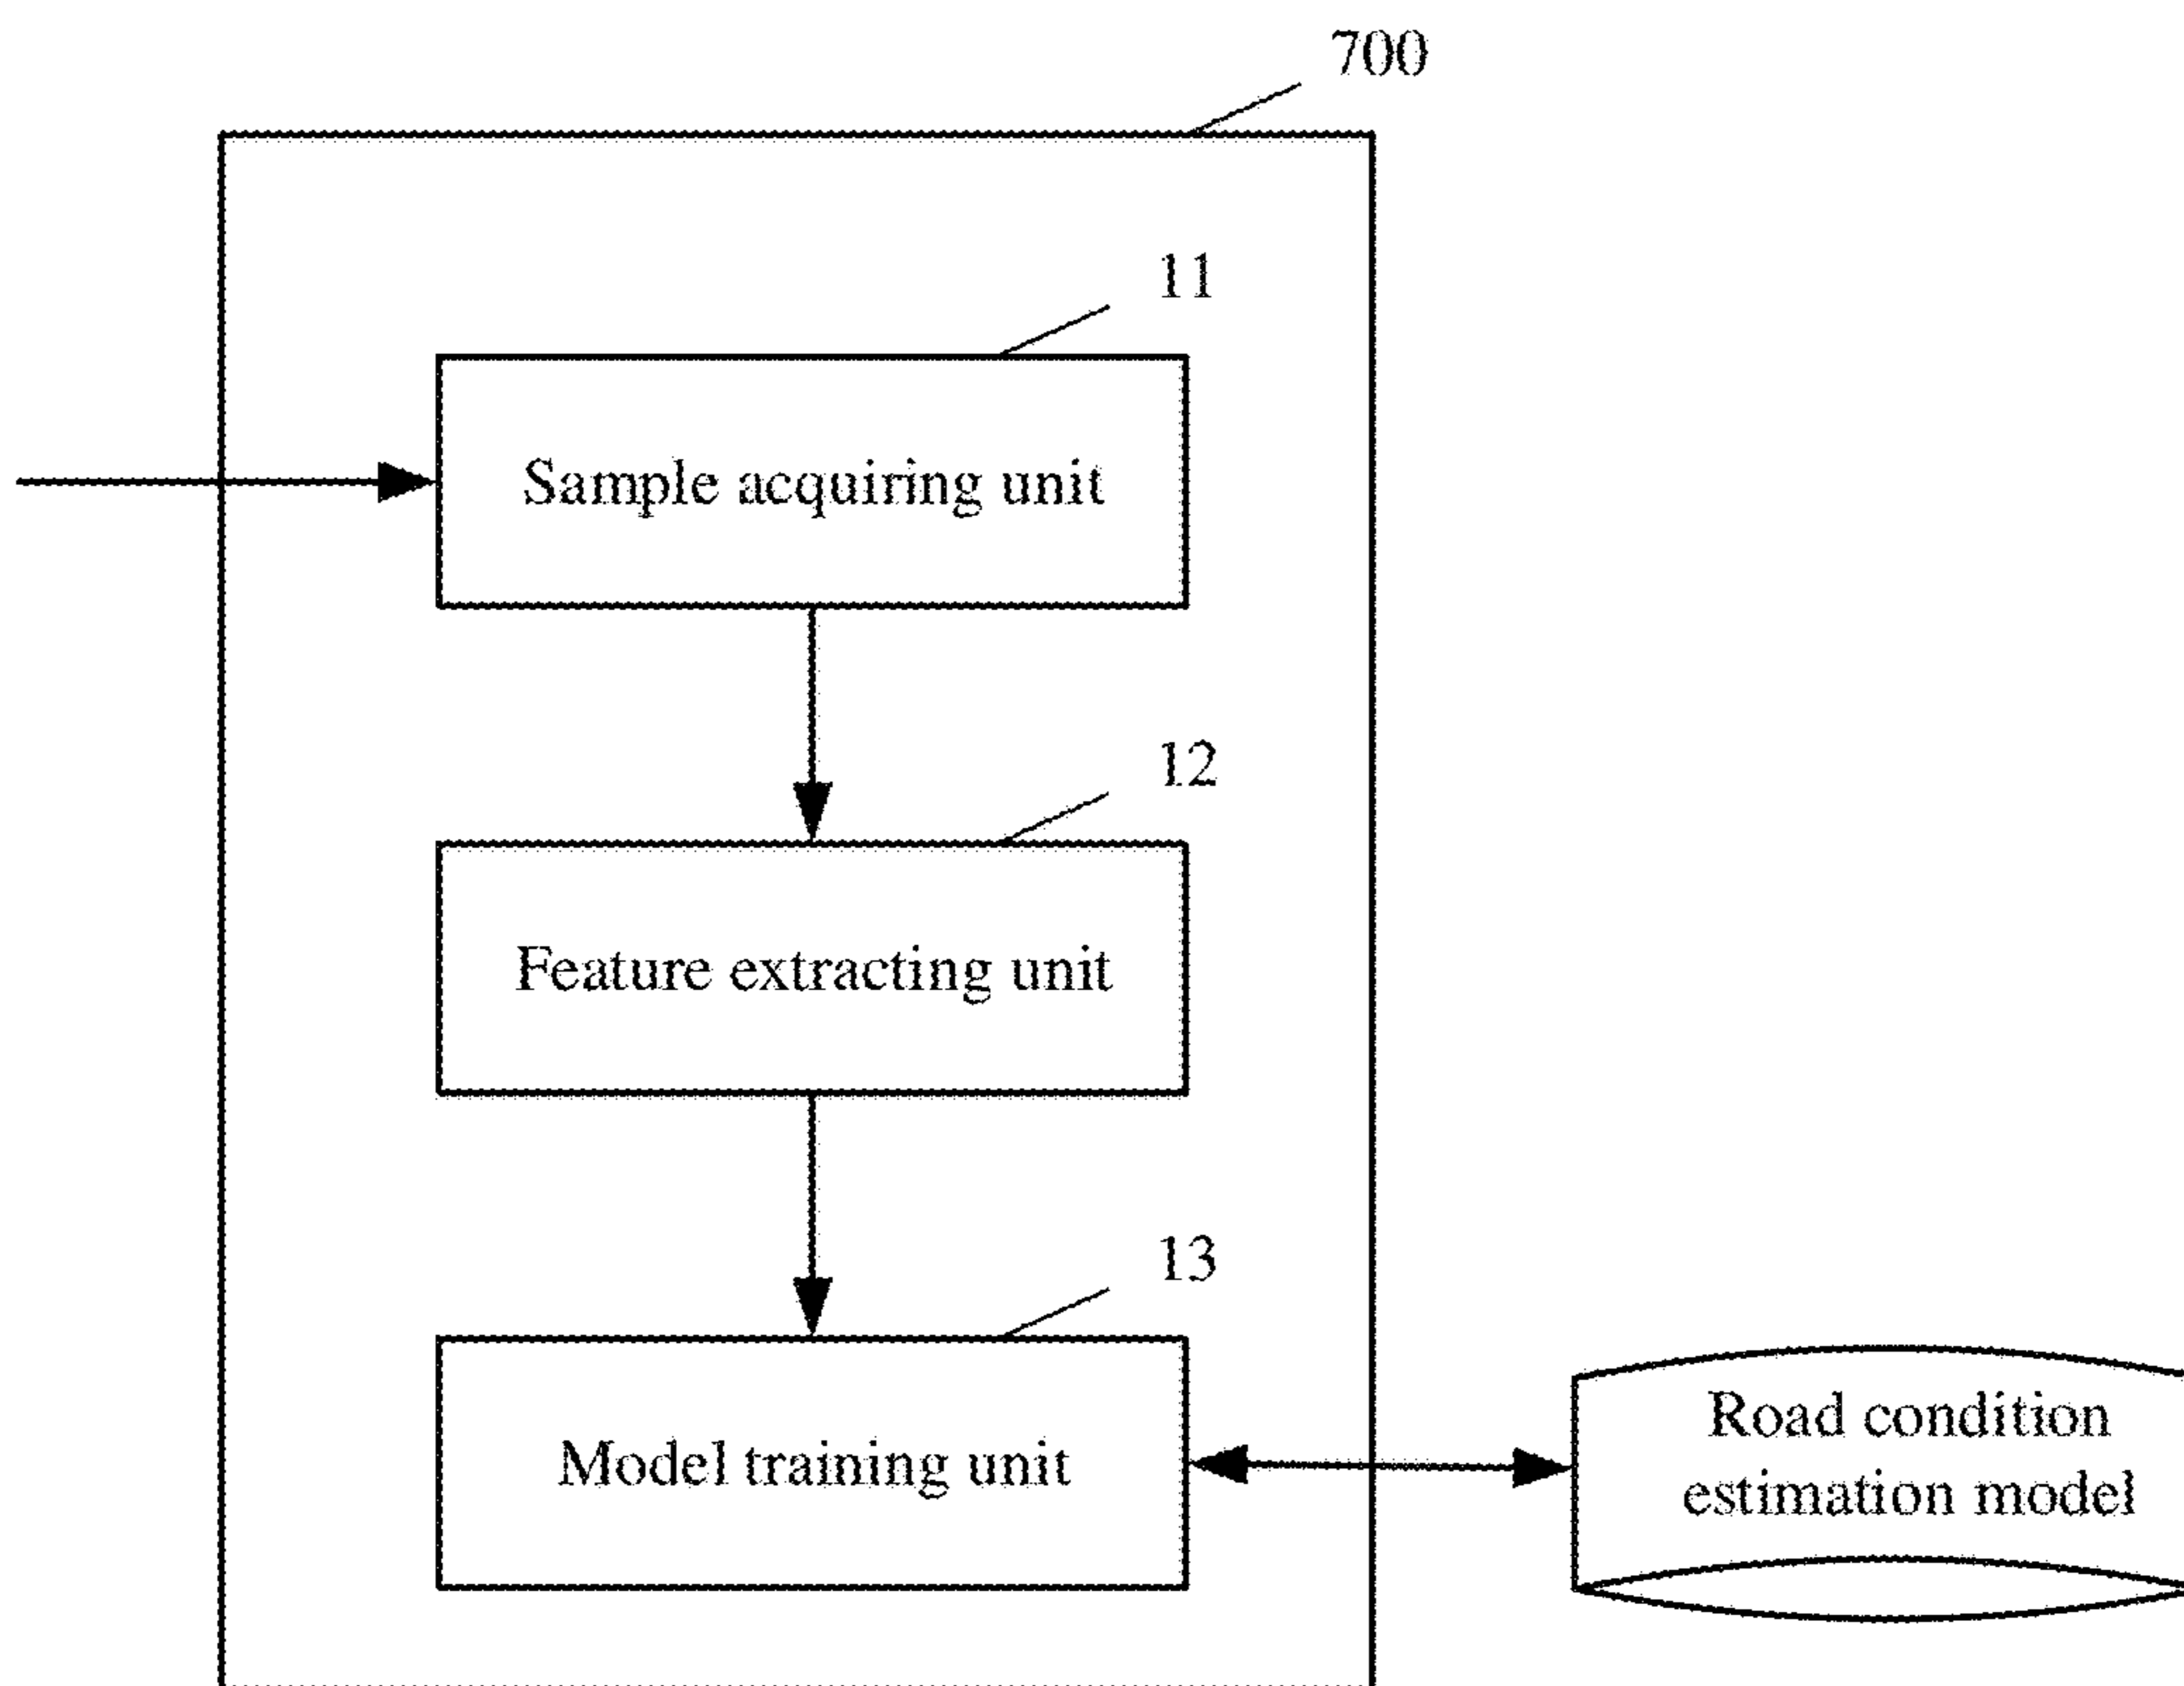 700
11
Sample acquiring unit
12
Feature extracting unit
13
Model training unit
Road condition
estimation model